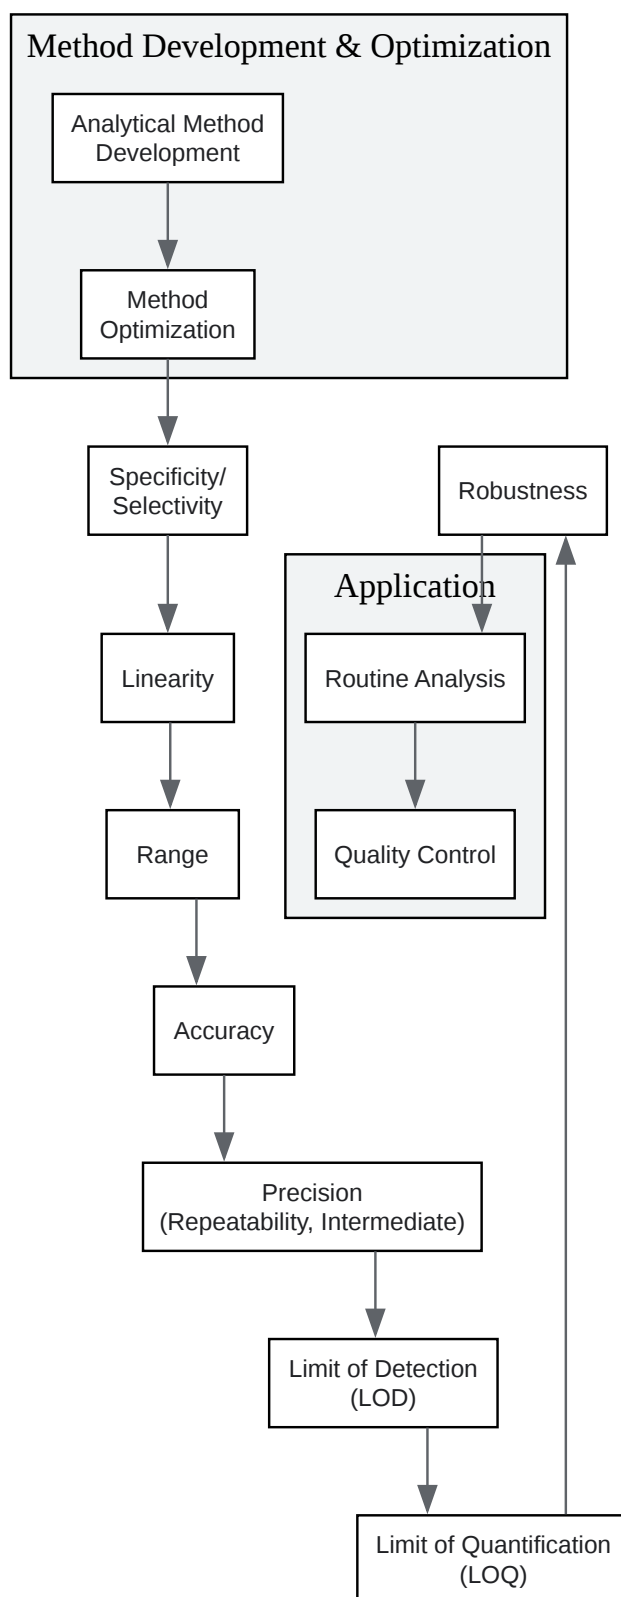 Method Development & Optimization
Analytical Method
Development
Method
Optimization
Specificity/
Selectivity
Robustness
Application
Linearity
Routine Analysis
Range
Quality Control
Accuracy
Precision
(Repeatability, Intermediate)
Limit of Detection
(LOD)
Limit of Quantification
(LOQ)